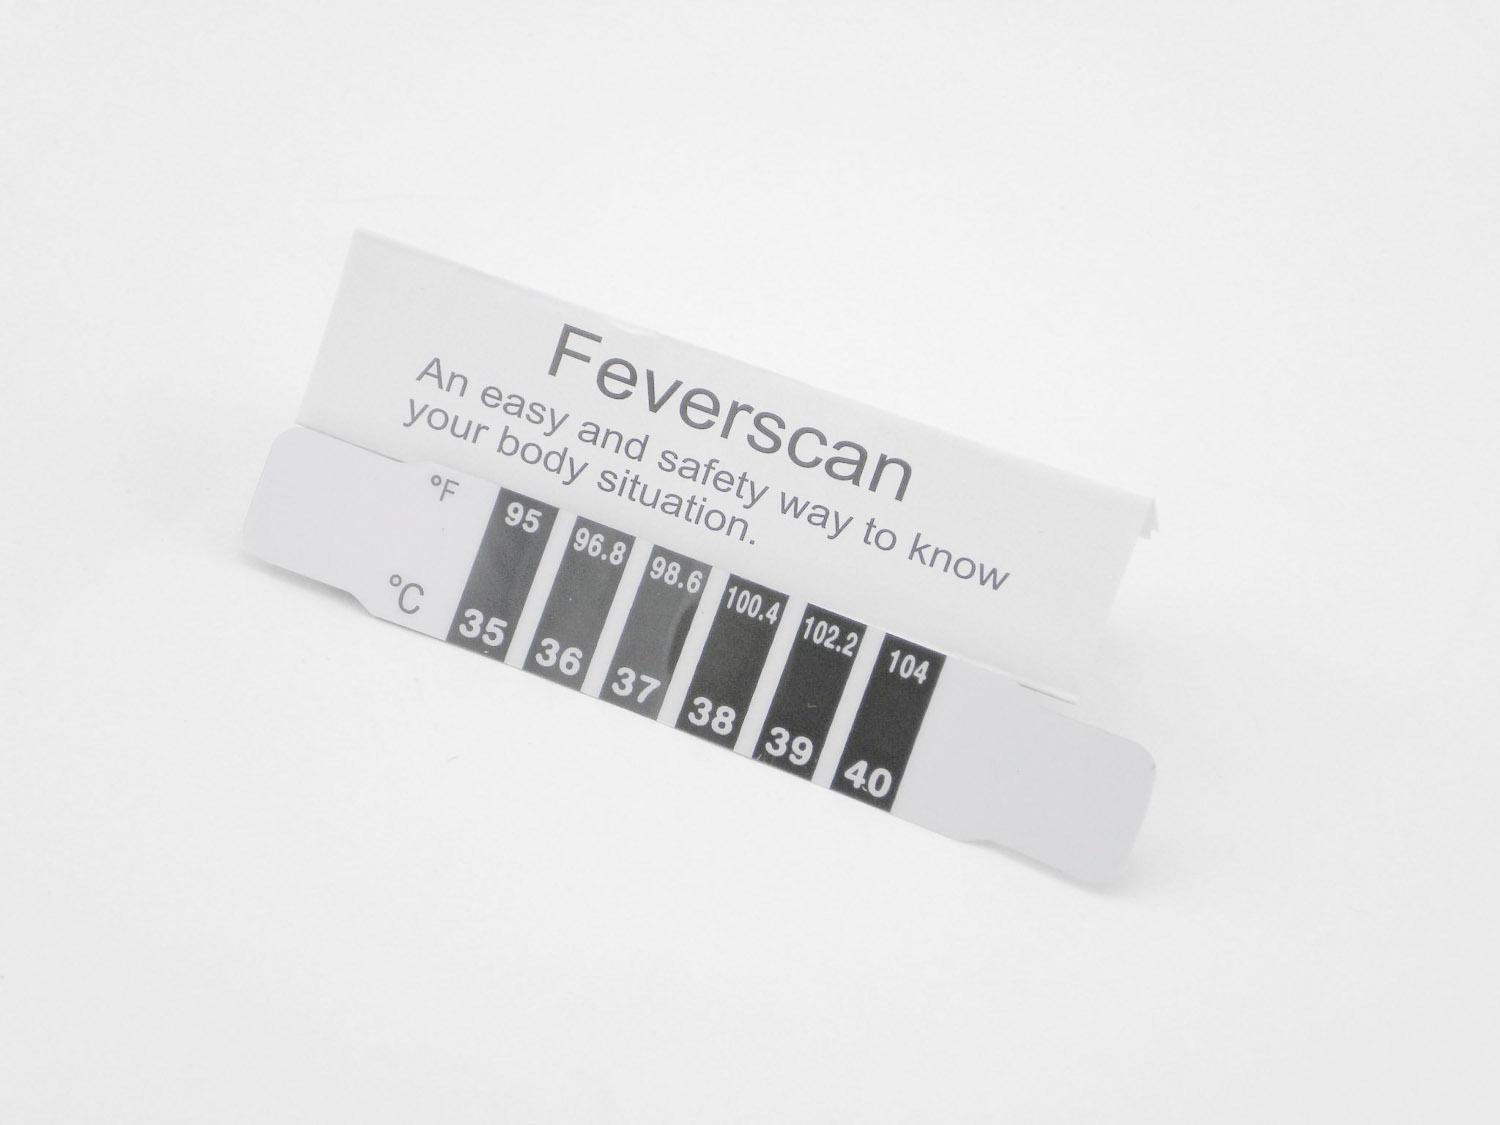 Feverscan
An easy and safety way to know
your body situation.
°F 95 96.8 98.6 100.4 102.2 104
°C 35 36 37 38 39 40